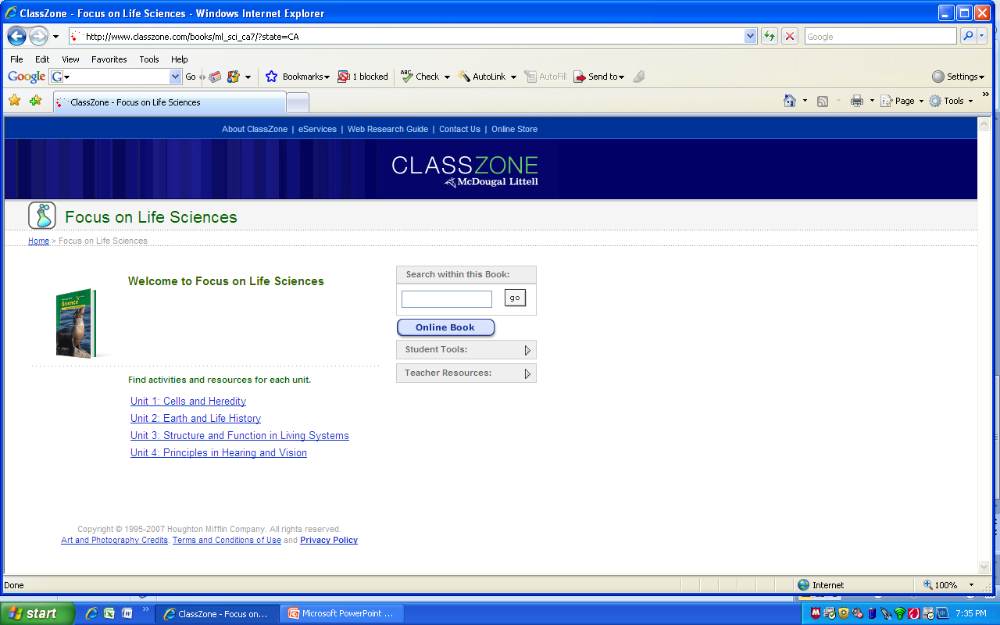 ClassZone - Focus on Life Sciences - Windows Internet Explorer
http://www.classzone.com/books/ml_sci_ca7/?state=CA
Google
File Edit View Favorites Tools Help
Google G Go Bookmarks 1 blocked ABC Check AutoLink AutoFill Send to Settings
ClassZone - Focus on Life Sciences Page Tools
About ClassZone | eServices | Web Research Guide | Contact Us | Online Store
CLASSZONE
McDougal Littell
Focus on Life Sciences
Home > Focus on Life Sciences
Welcome to Focus on Life Sciences
Science
Search within this Book:
go
Online Book
Student Tools:
Teacher Resources:
Find activities and resources for each unit.
Unit 1: Cells and Heredity
Unit 2: Earth and Life History
Unit 3: Structure and Function in Living Systems
Unit 4: Principles in Hearing and Vision
Copyright © 1995-2007 Houghton Mifflin Company. All rights reserved.
Art and Photography Credits, Terms and Conditions of Use and Privacy Policy
Done Internet 100%
start ClassZone - Focus on... Microsoft PowerPoint ... 7:35 PM